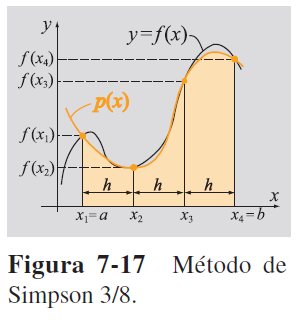 y
y=f(x)
f(x₄)
f(x₃)
p(x)
f(x₁)
f(x₂)
h h h
x
x₁=a x₂ x₃ x₄=b
Figura 7-17 Método de
Simpson 3/8.